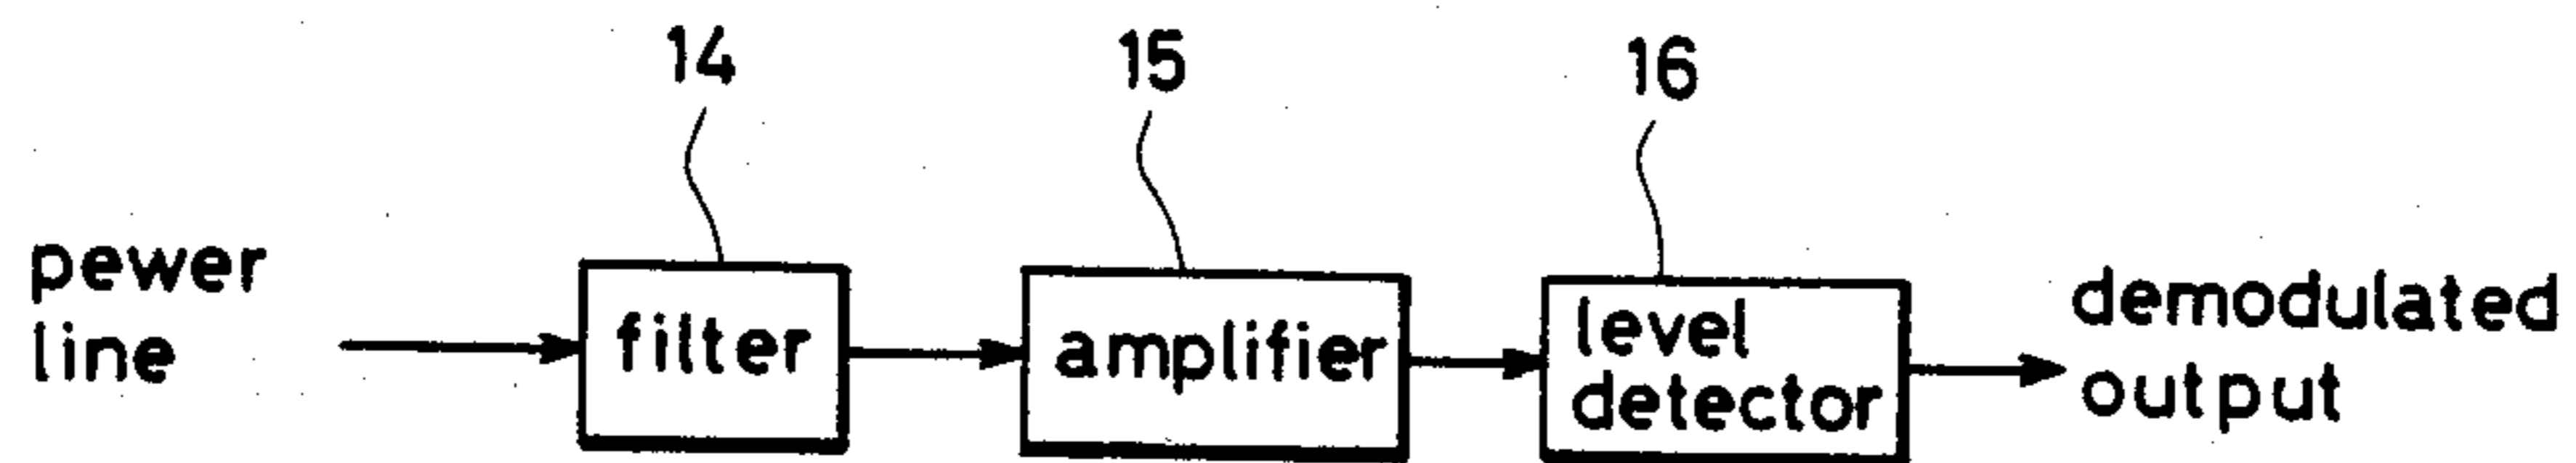 14
15
16
pewer
line
filter
amplifier
level
detector
demodulated
output